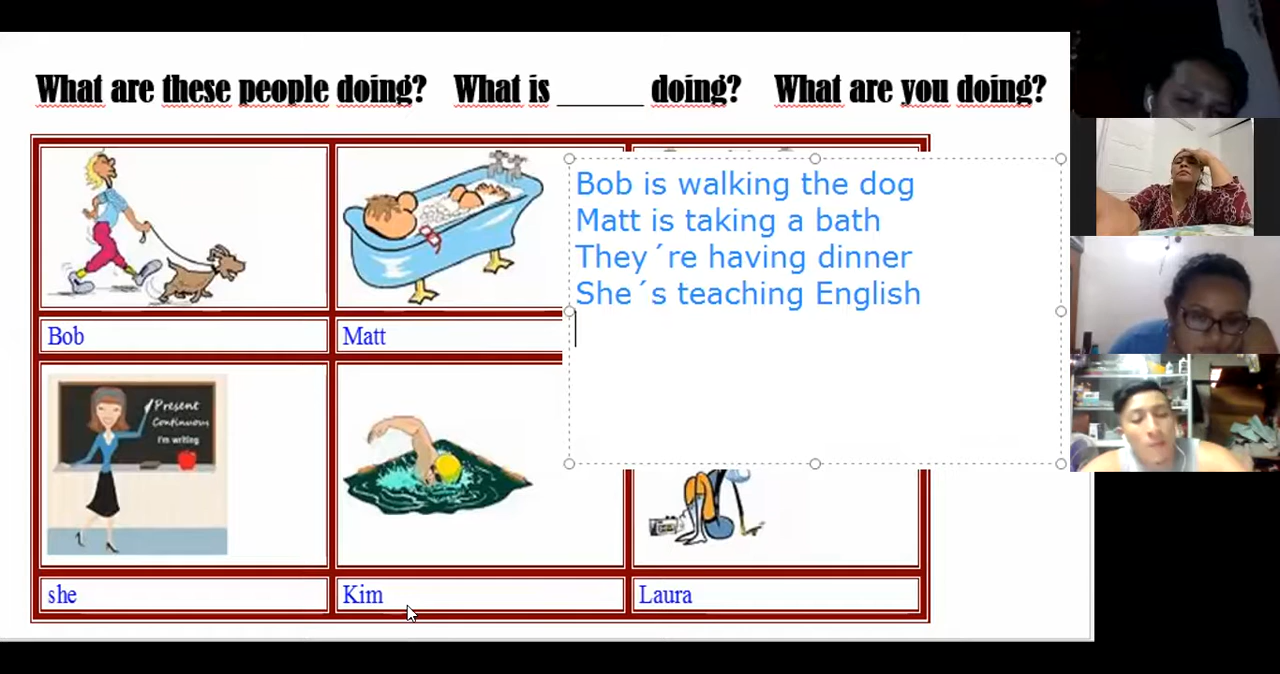 What are these people doing? What is ______ doing? What are you doing?
Bob is walking the dog
Matt is taking a bath
They´re having dinner
She´s teaching English
Bob
Matt
Present
Continuous
I'm writing
she
Kim
Laura